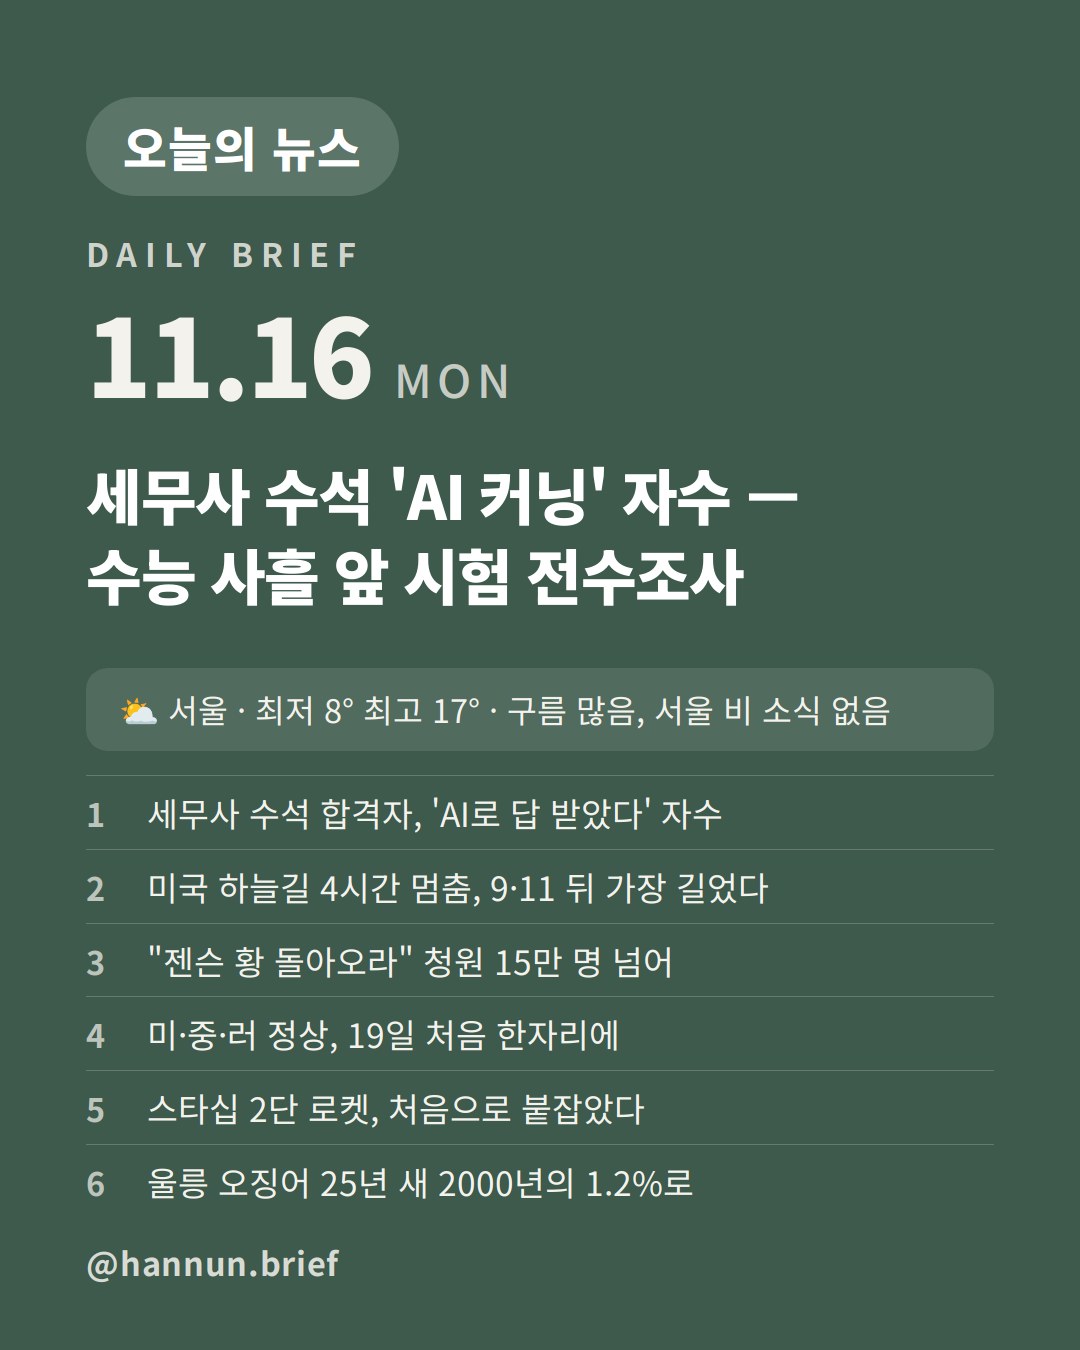 오늘의 뉴스
DAILY BRIEF
11.16 MON
세무사 수석 'AI 커닝' 자수 —
수능 사흘 앞 시험 전수조사
⛅ 서울 · 최저 8° 최고 17° · 구름 많음, 서울 비 소식 없음
1 세무사 수석 합격자, 'AI로 답 받았다' 자수
2 미국 하늘길 4시간 멈춤, 9·11 뒤 가장 길었다
3 "젠슨 황 돌아오라" 청원 15만 명 넘어
4 미·중·러 정상, 19일 처음 한자리에
5 스타십 2단 로켓, 처음으로 붙잡았다
6 울릉 오징어 25년 새 2000년의 1.2%로
@hannun.brief